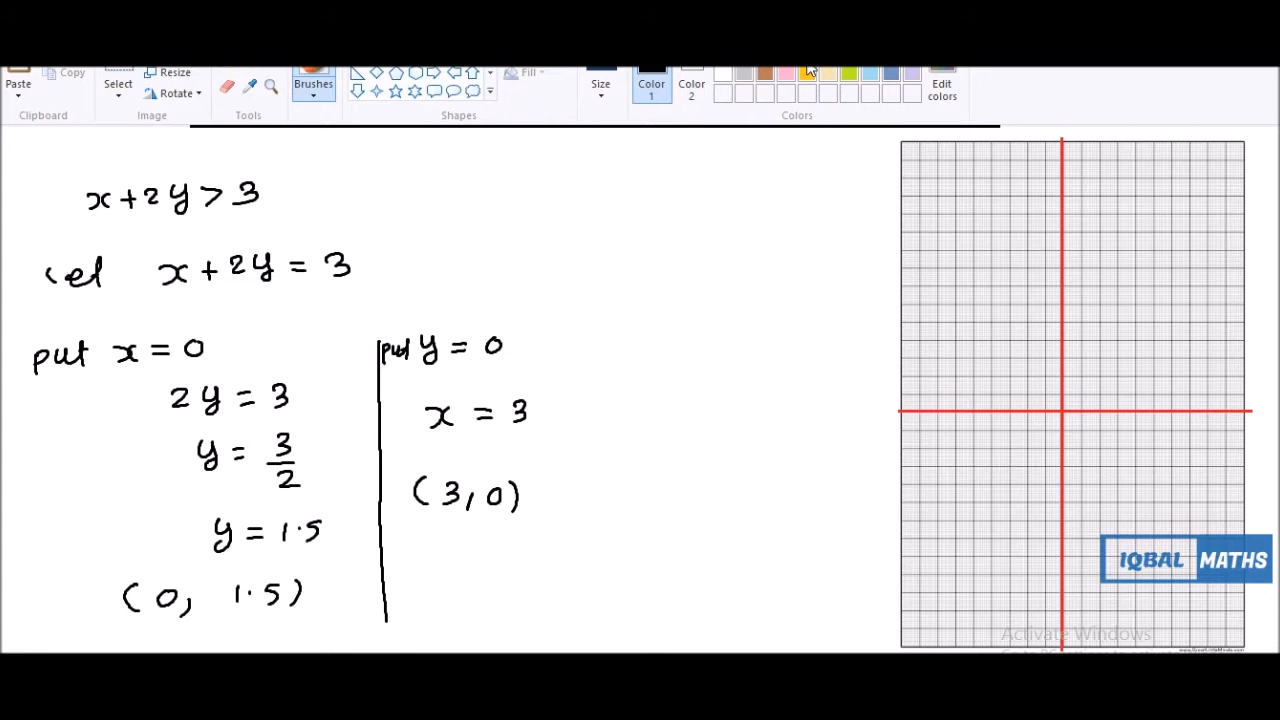 Paste
Copy
Select
Resize
Rotate
Brushes
Size
Fill
Color 1
Color 2
Edit colors
Clipboard
Image
Tools
Shapes
Colors
x + 2y > 3
let x + 2y = 3
put x = 0
2y = 3
y = 3/2
y = 1.5
(0, 1.5)
put y = 0
x = 3
(3, 0)
IQBAL MATHS
Activate Windows